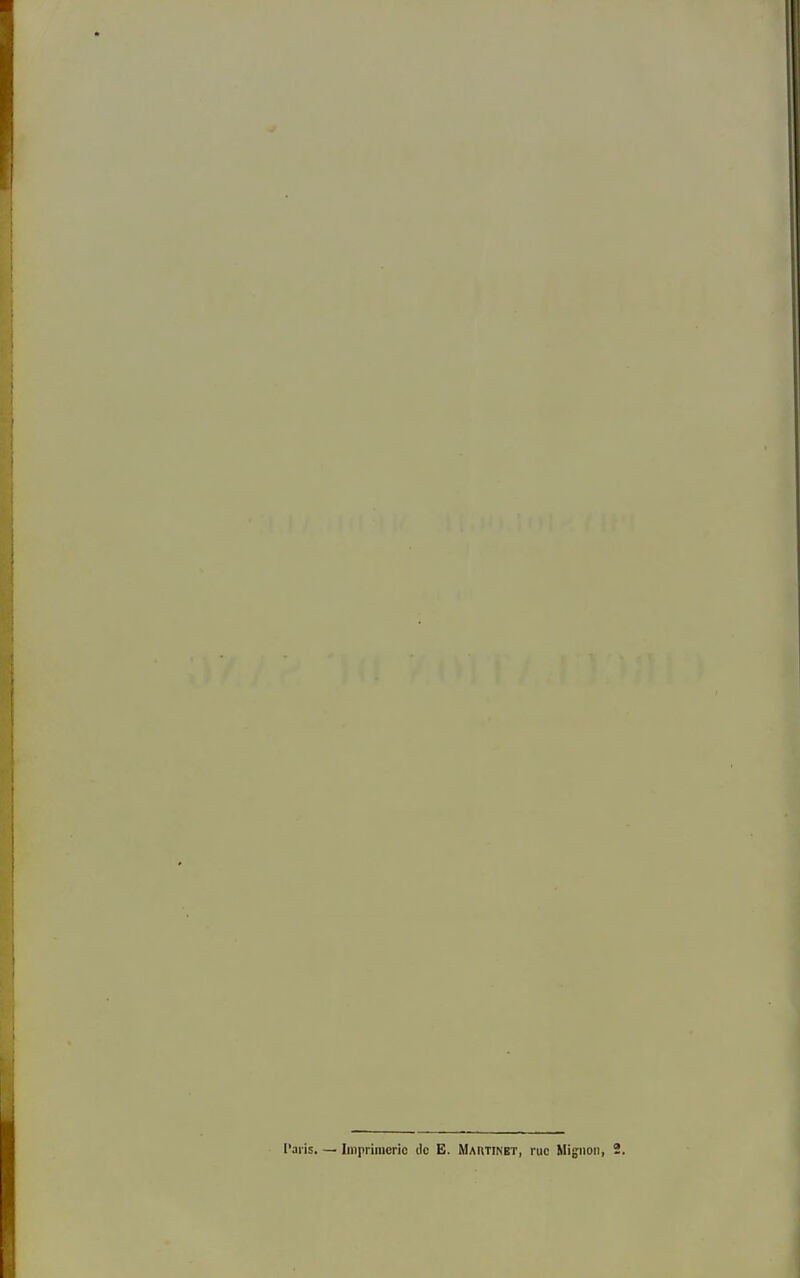 Paris. — Imprimerie de E. MARTINET, rue Mignon, 2.